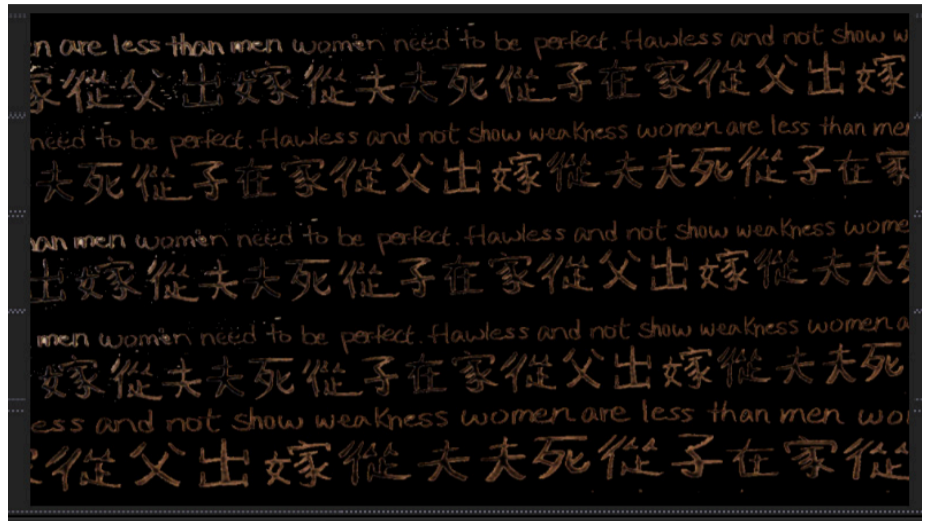 are less than men women need to be perfect. flawless and not show
家從父出嫁從夫夫死從子在家從父出嫁
need to be perfect. flawless and not show weakness women are less than men
夫死從子在家從父出嫁從夫夫死從子在家
men women need to be perfect. flawless and not show weakness
出嫁從夫夫死從子在家從父出嫁從夫夫
men women need to be perfect. flawless and not show weakness women
嫁從夫夫死從子在家從父出嫁從夫夫死
and not show weakness women are less than men
從父出嫁從夫夫死從子在家從